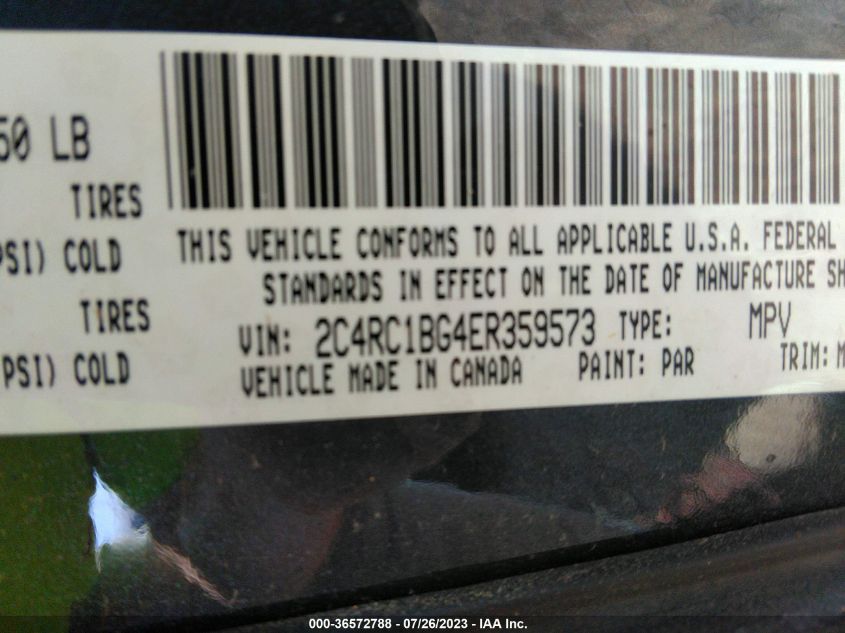 50 LB
TIRES
PSI) COLD
TIRES
PSI) COLD
THIS VEHICLE CONFORMS TO ALL APPLICABLE U.S.A. FEDERAL
STANDARDS IN EFFECT ON THE DATE OF MANUFACTURE SH
VIN: 2C4RC1BG4ER359573 TYPE: MPV
VEHICLE MADE IN CANADA PAINT: PAR TRIM: M
000-36572788 - 07/26/2023 - IAA Inc.